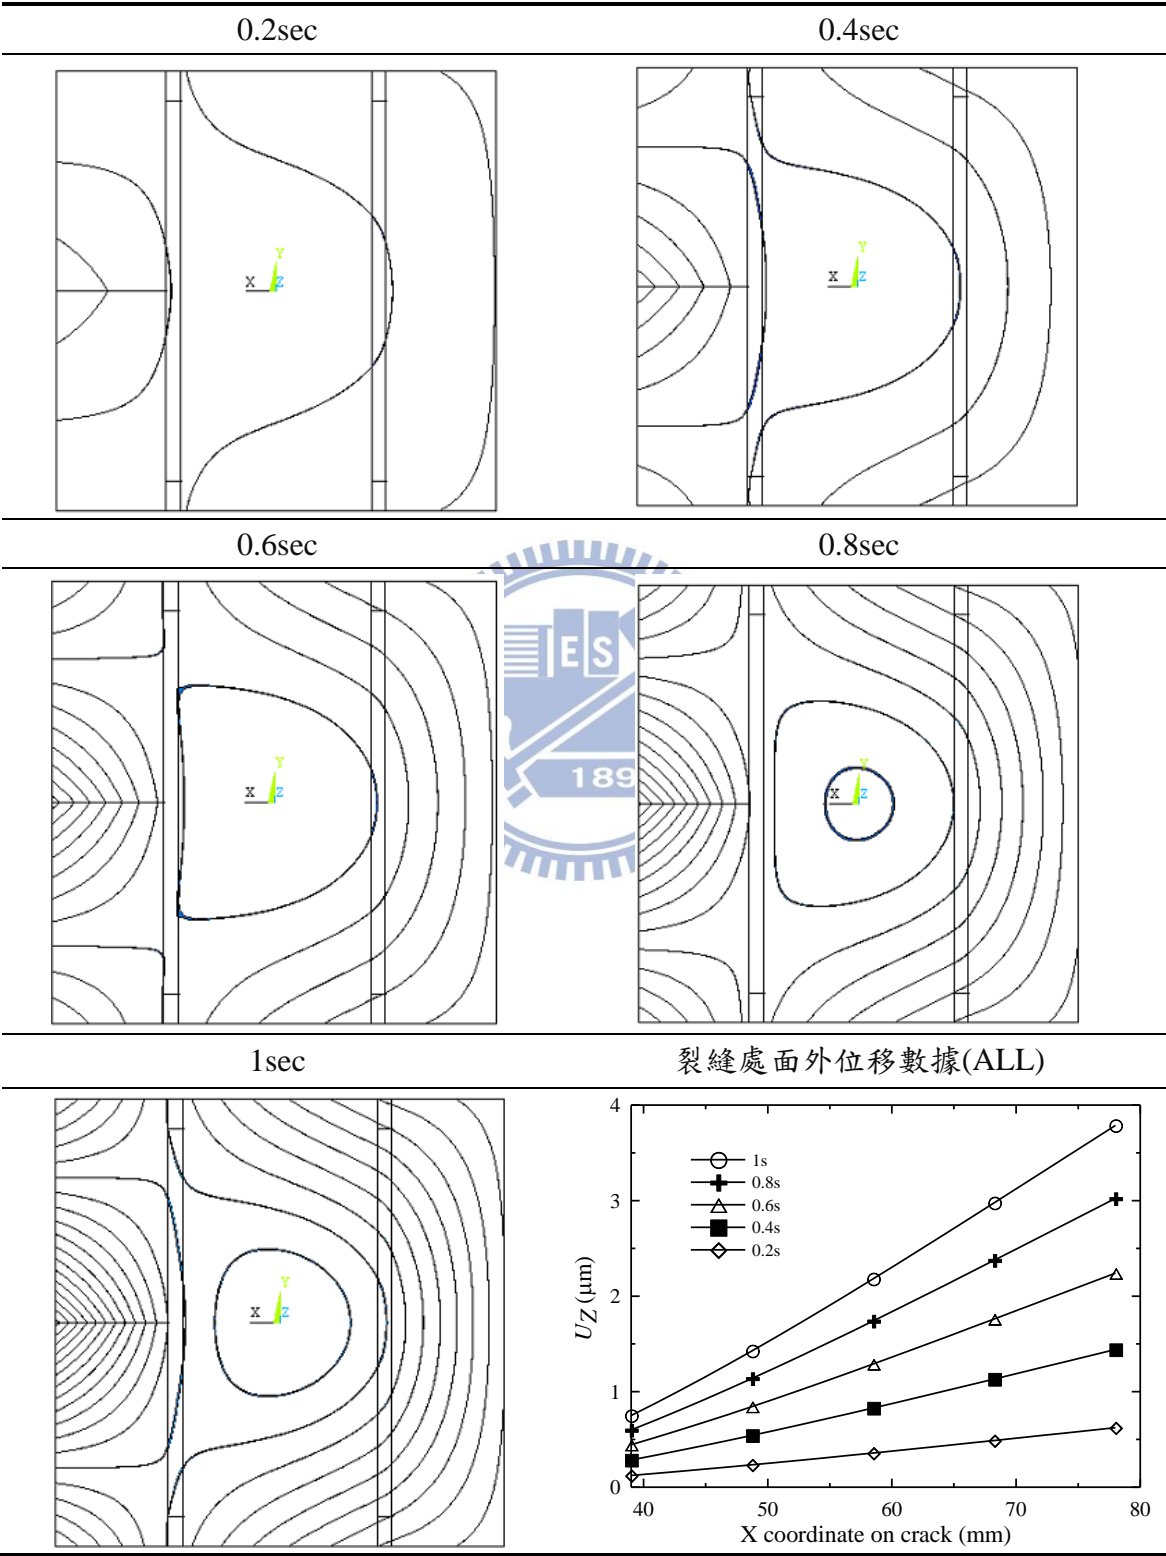 0.2sec 0.4sec
Y
X Z
Y
X Z
0.6sec 0.8sec
ES
189
Y
X Z
Y
X Z
1sec 裂縫處面外位移數據(ALL)
Y
X Z
4
3
2
1
0
UZ (μm)
1s
0.8s
0.6s
0.4s
0.2s
40 50 60 70 80
X coordinate on crack (mm)